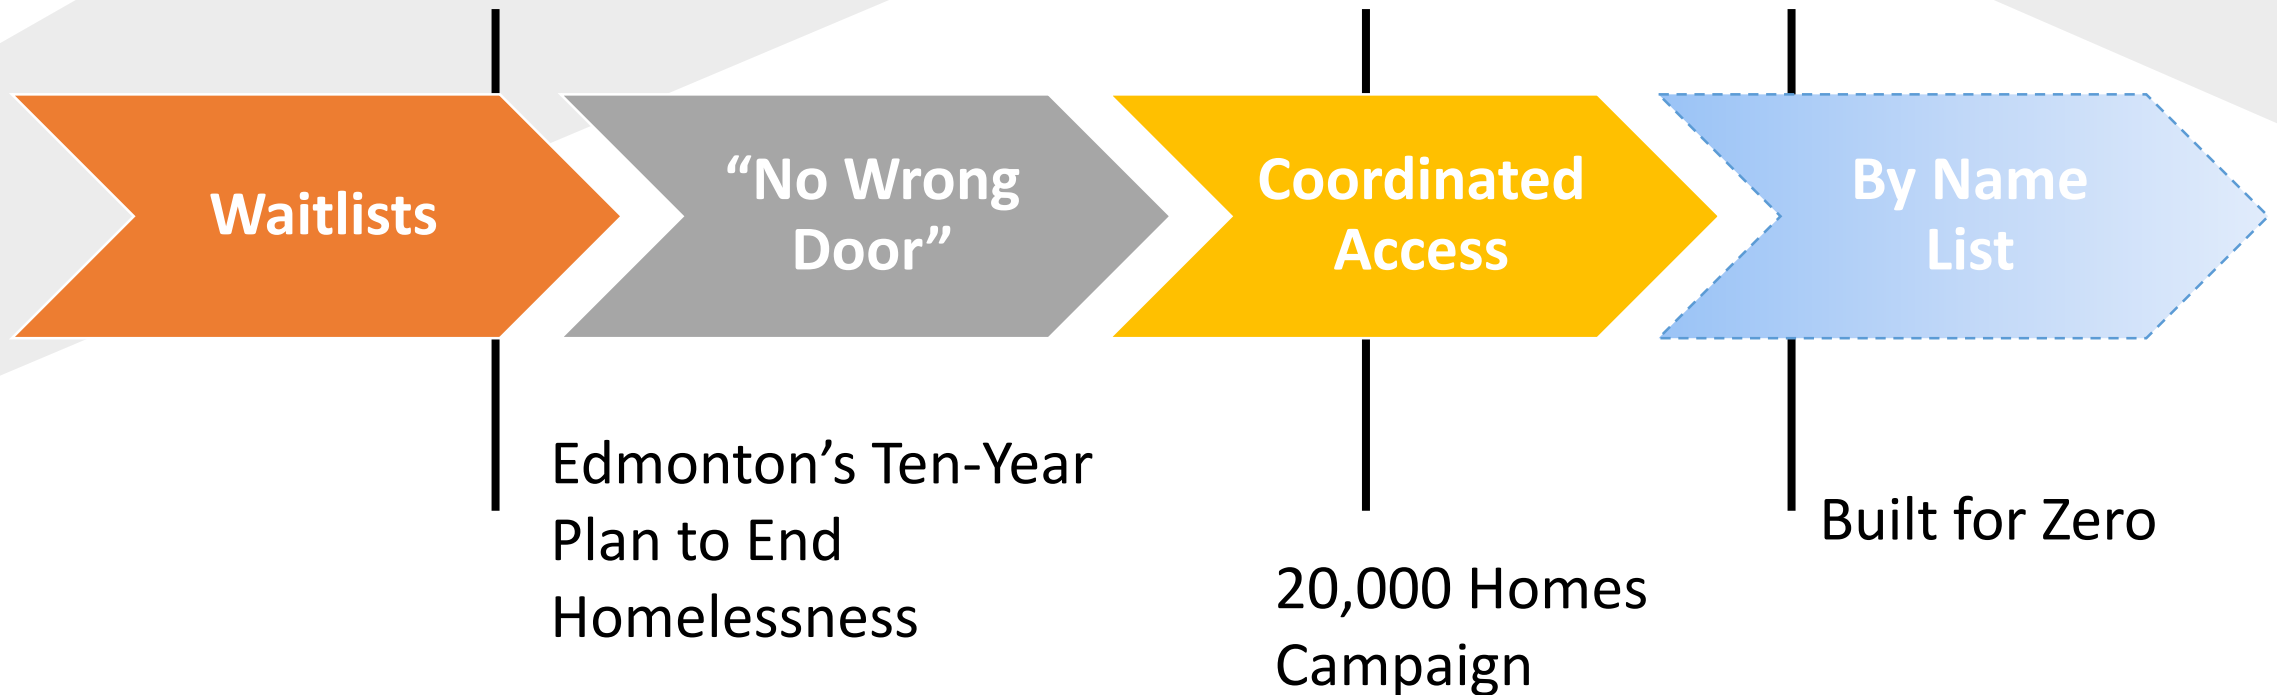 Waitlists
“No Wrong
Door”
Coordinated
Access
By Name
List
Edmonton’s Ten-Year
Plan to End
Homelessness
20,000 Homes
Campaign
Built for Zero